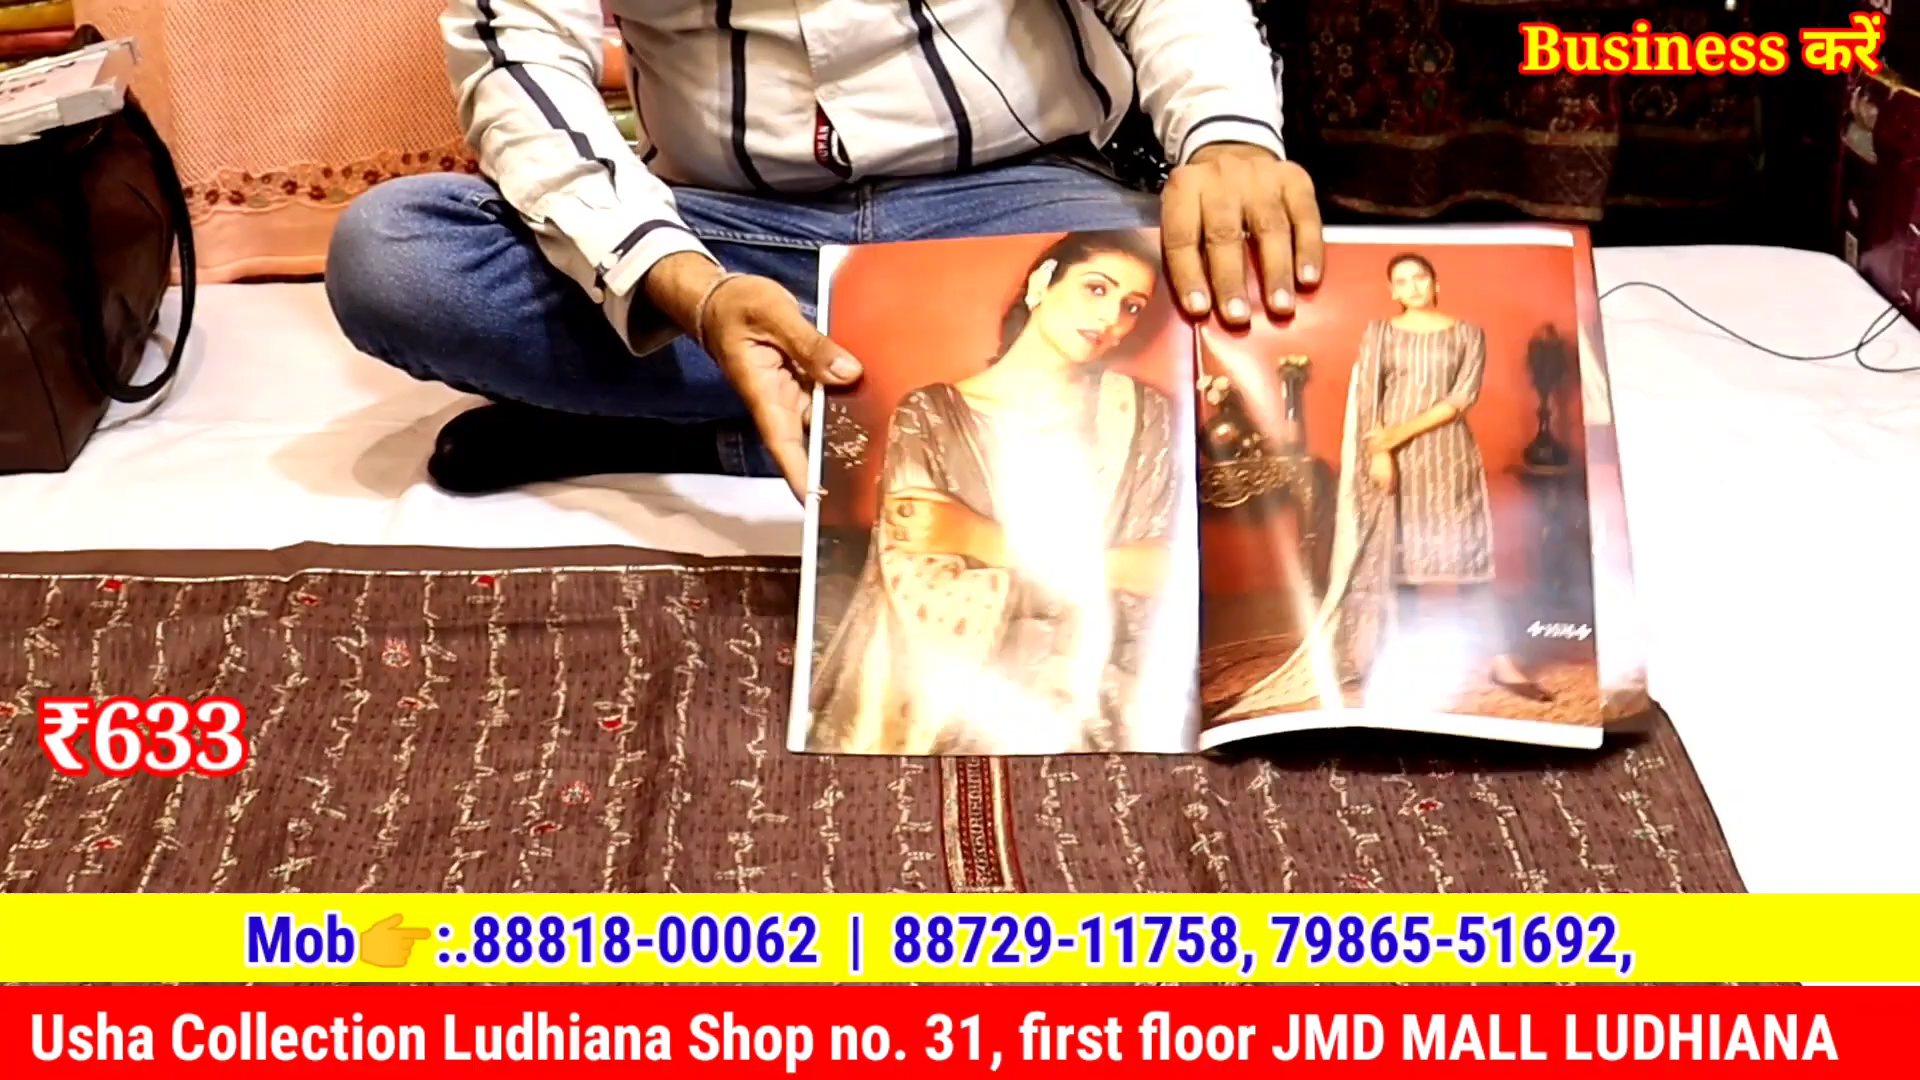 Business करें
₹633
Mob👉:.88818-00062 | 88729-11758, 79865-51692,
Usha Collection Ludhiana Shop no. 31, first floor JMD MALL LUDHIANA